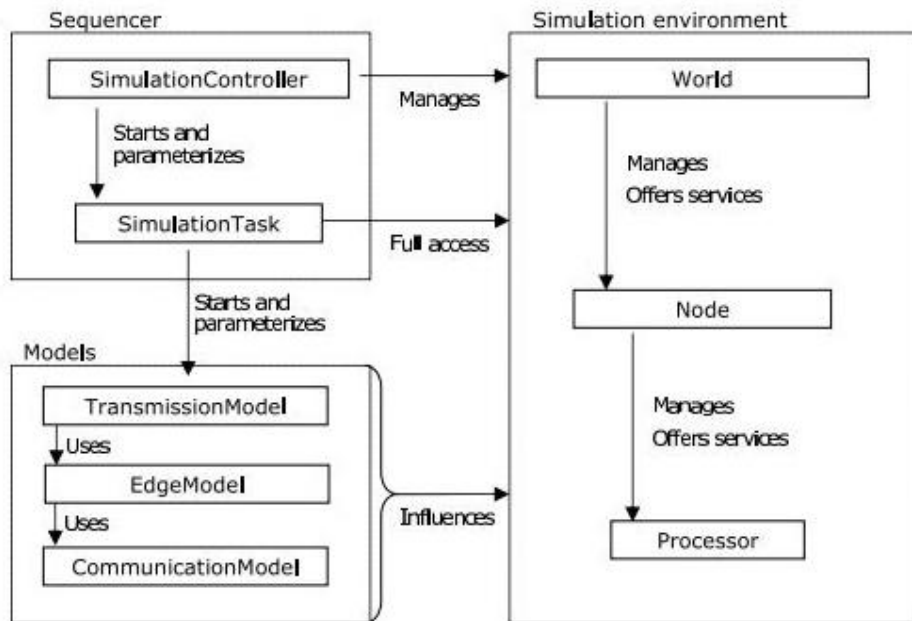 Sequencer
SimulationController
Starts and
parameterizes
SimulationTask
Manages
Full access
Starts and
parameterizes
Models
TransmissionModel
Uses
EdgeModel
Uses
CommunicationModel
Influences
Simulation environment
World
Manages
Offers services
Node
Manages
Offers services
Processor